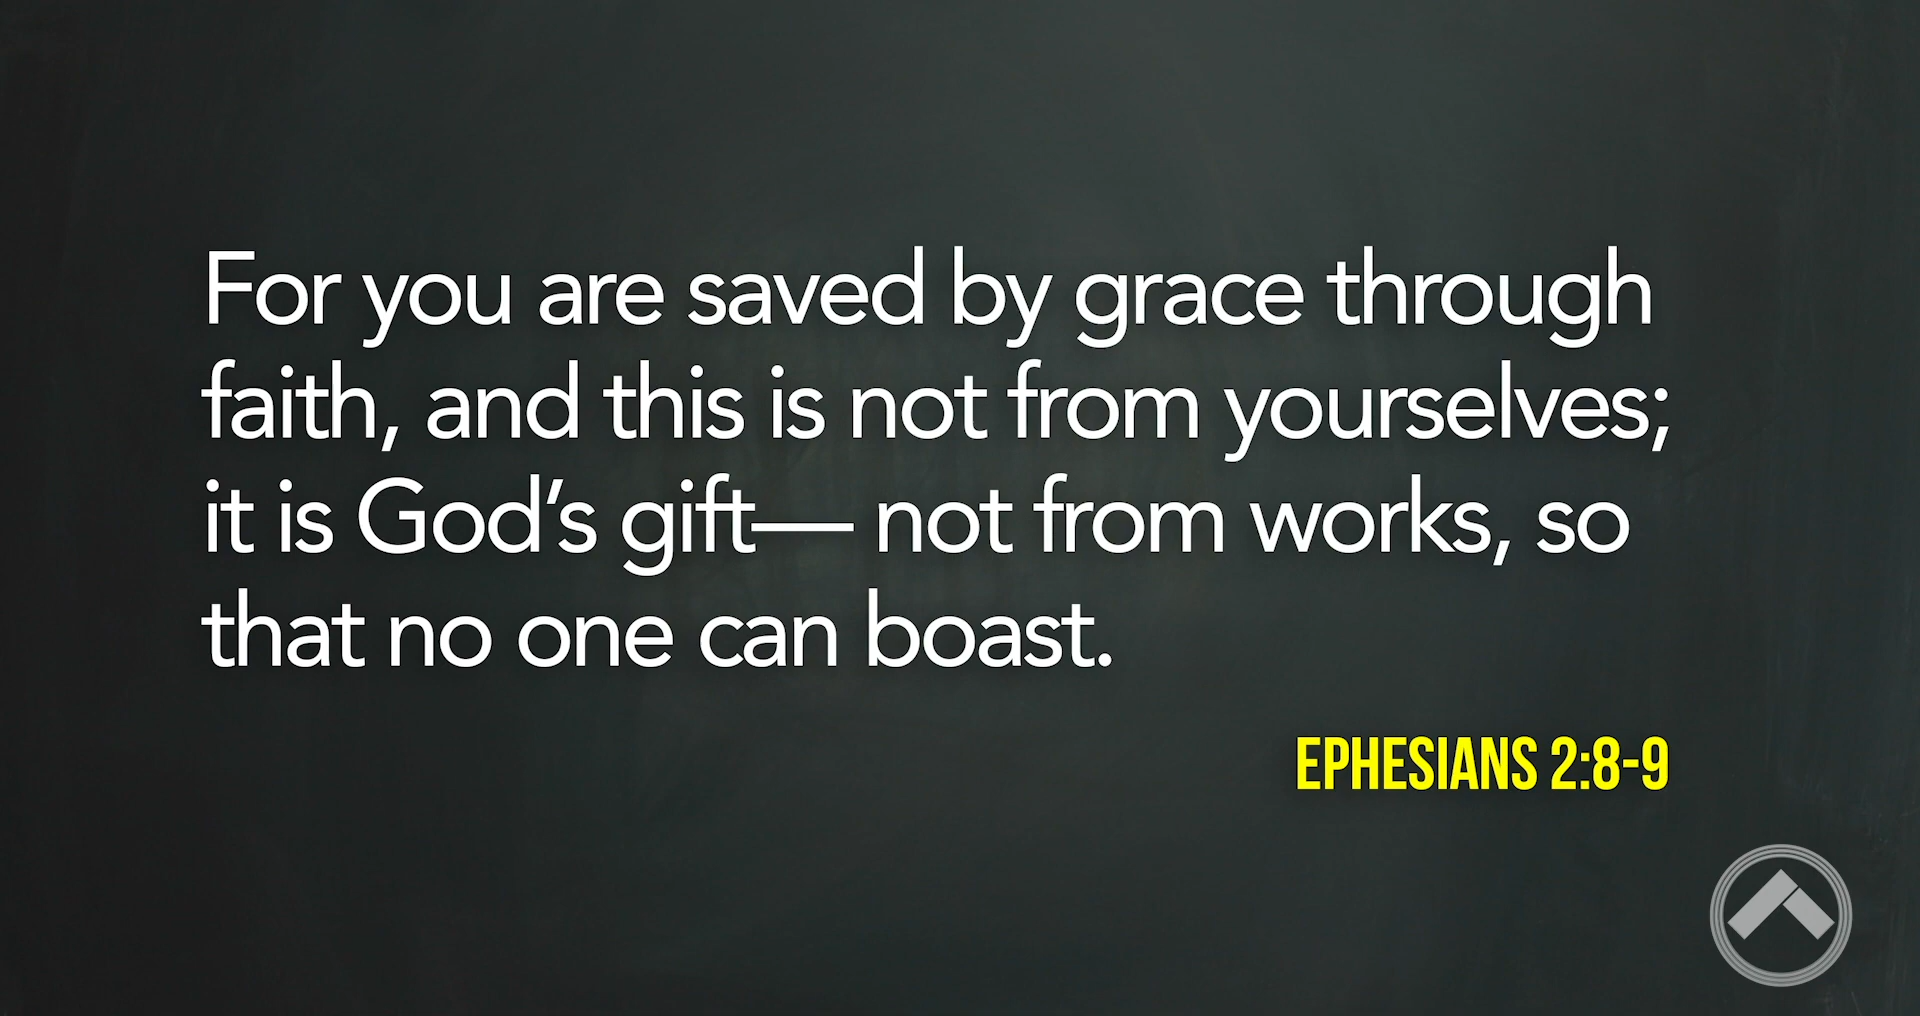 For you are saved by grace through
faith, and this is not from yourselves;
it is God’s gift— not from works, so
that no one can boast.
EPHESIANS 2:8-9